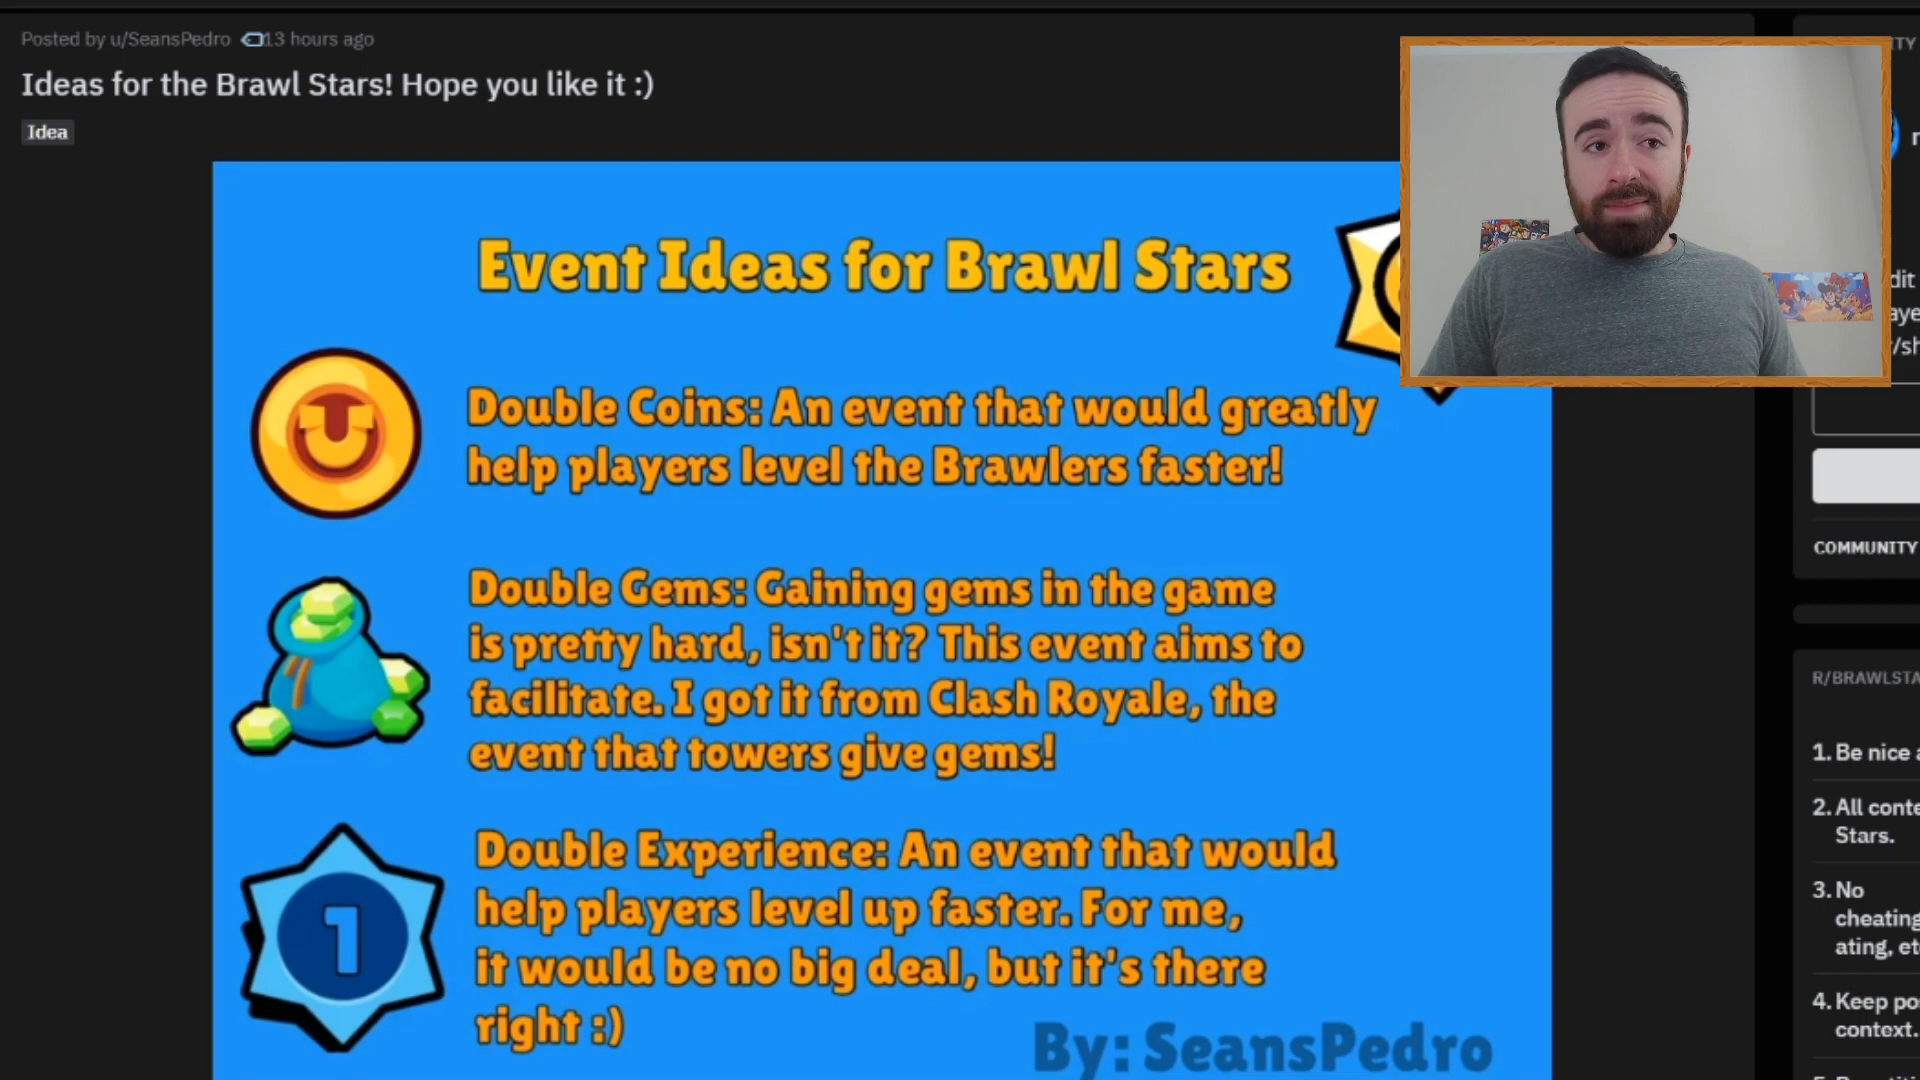 Posted by u/SeansPedro 13 hours ago
Ideas for the Brawl Stars! Hope you like it :)
Idea
Event Ideas for Brawl Stars
Double Coins: An event that would greatly
help players level the Brawlers faster!
Double Gems: Gaining gems in the game
is pretty hard, isn't it? This event aims to
facilitate. I got it from Clash Royale, the
event that towers give gems!
1
Double Experience: An event that would
help players level up faster. For me,
it would be no big deal, but it's there
right :)
By: SeansPedro
COMMUNITY
R/BRAWLSTA
1. Be nice a
2. All conte
Stars.
3. No
cheating
ating, et
4. Keep po
context.